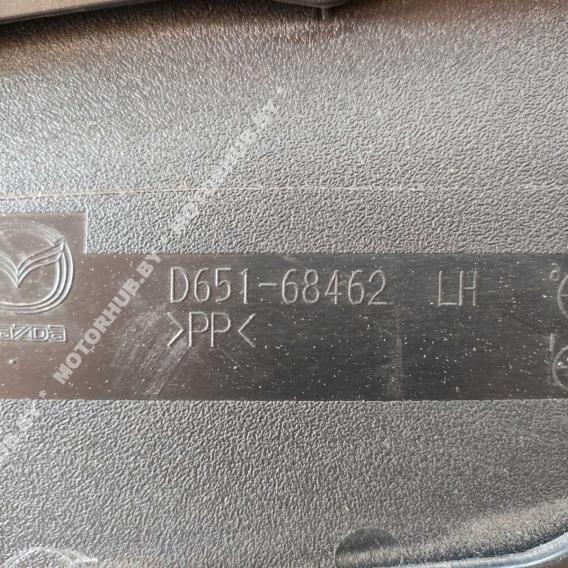 D651-68462 LH
mazda >PP<
* MOTORHUB.BY * MOTORHUB.BY *